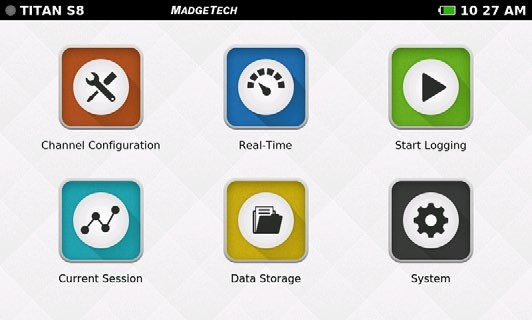 TITAN S8 MADGETECH 10 27 AM
Channel Configuration Real-Time Start Logging
Current Session Data Storage System